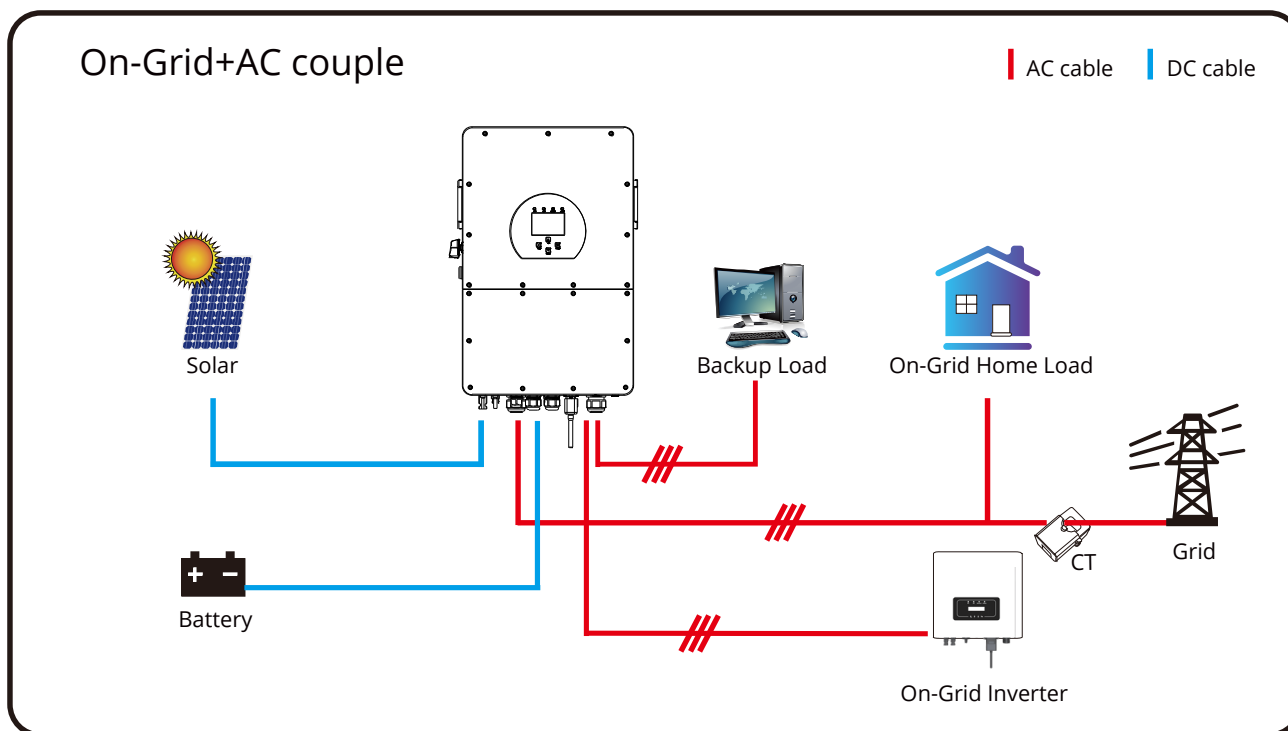 On-Grid+AC couple
AC cable
DC cable
Solar
Backup Load
On-Grid Home Load
CT
Grid
Battery
On-Grid Inverter